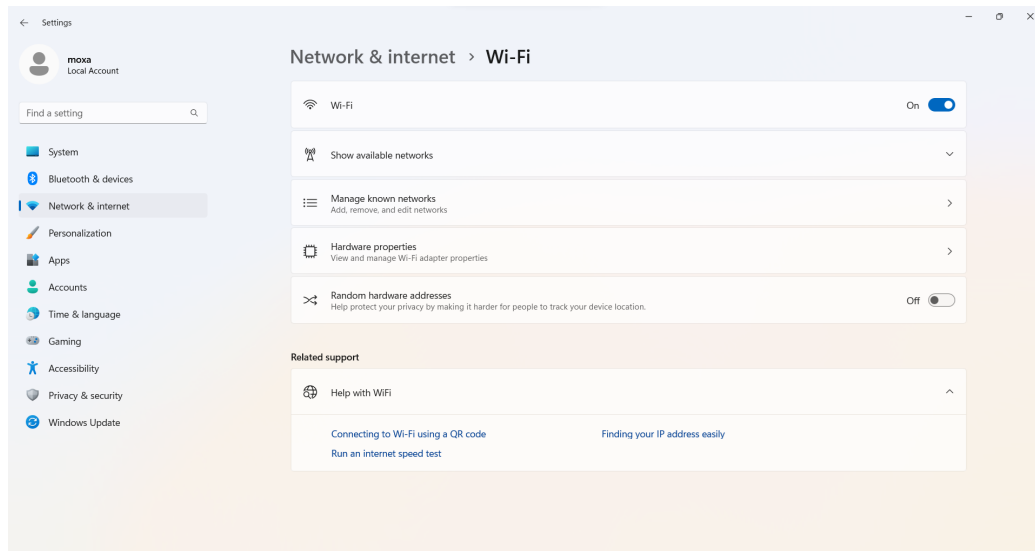 Settings
moxa
Local Account
Find a setting
System
Bluetooth & devices
Network & internet
Personalization
Apps
Accounts
Time & language
Gaming
Accessibility
Privacy & security
Windows Update
Network & internet > Wi-Fi
Wi-Fi On
Show available networks
Manage known networks
Add, remove, and edit networks
Hardware properties
View and manage Wi-Fi adapter properties
Random hardware addresses
Help protect your privacy by making it harder for people to track your device location.
Off
Related support
Help with WiFi
Connecting to Wi-Fi using a QR code Finding your IP address easily
Run an internet speed test